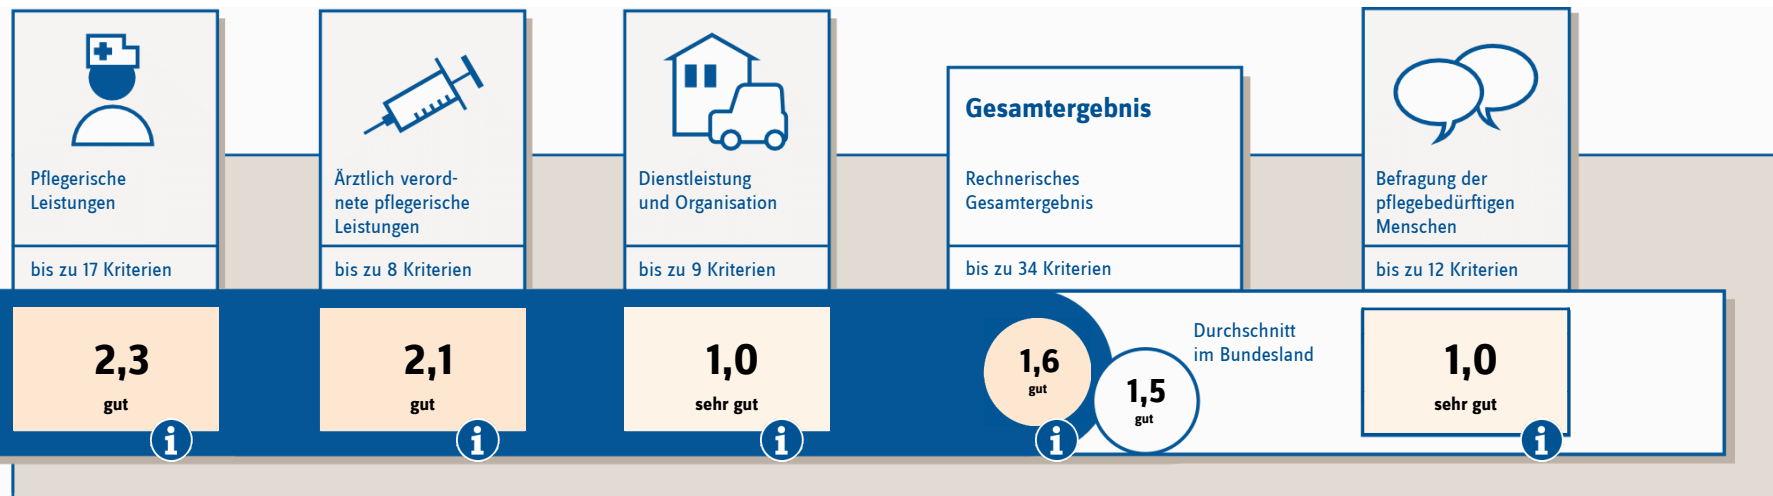 Pflegerische
Leistungen
bis zu 17 Kriterien
2,3
gut
i
Ärztlich verord-
nete pflegerische
Leistungen
bis zu 8 Kriterien
2,1
gut
i
Dienstleistung
und Organisation
bis zu 9 Kriterien
1,0
sehr gut
i
Gesamtergebnis
Rechnerisches
Gesamtergebnis
bis zu 34 Kriterien
1,6
gut
i
1,5
gut
Durchschnitt
im Bundesland
Befragung der
pflegebedürftigen
Menschen
bis zu 12 Kriterien
1,0
sehr gut
i